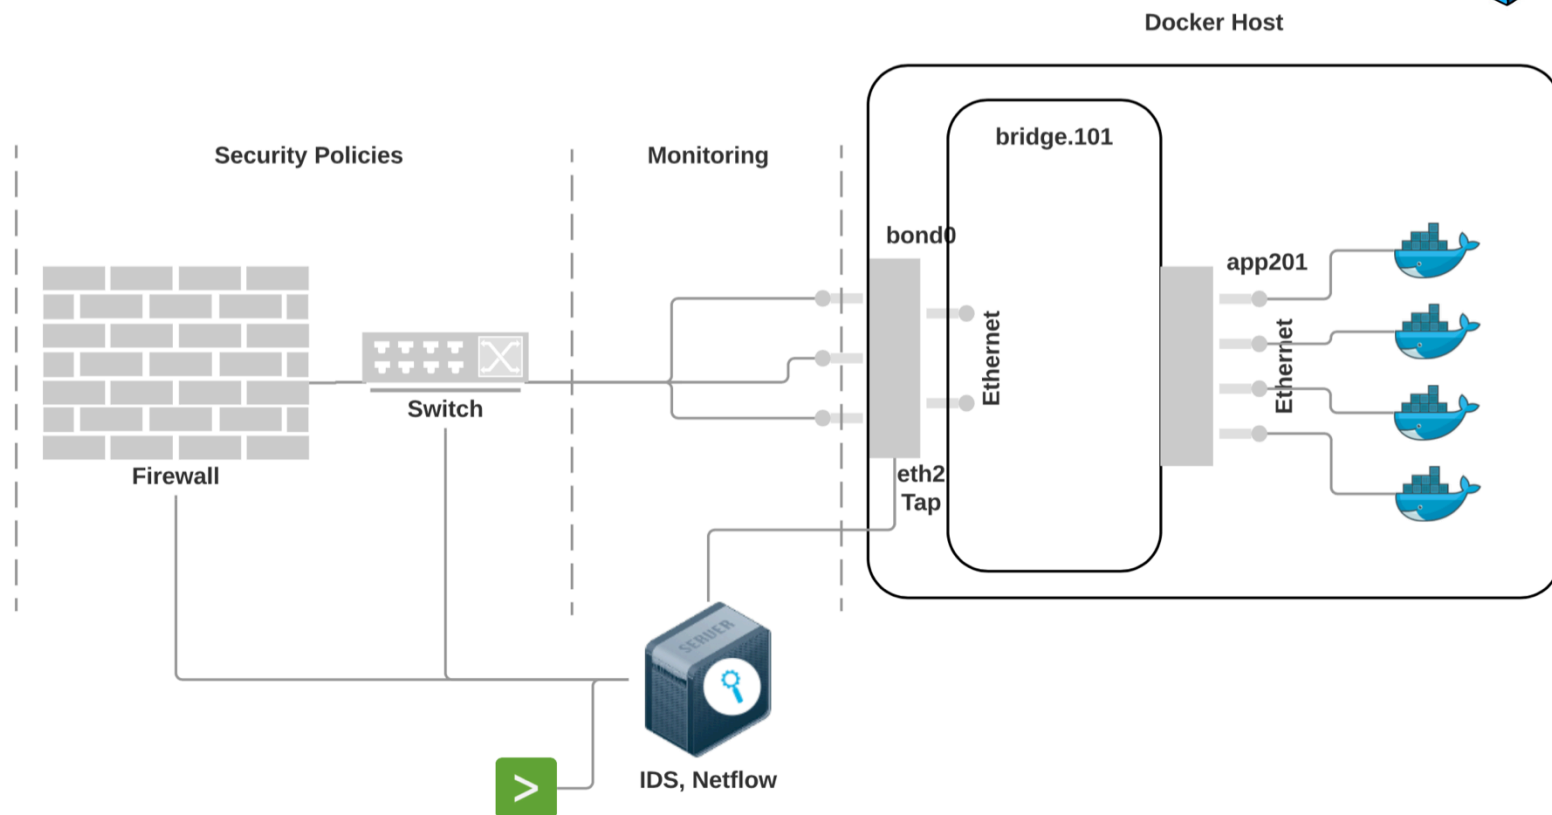 Docker Host
bridge.101
Security Policies
Monitoring
bond0
app201
Ethernet
Ethernet
Switch
Firewall
eth2
Tap
SERVER
>
IDS, Netflow